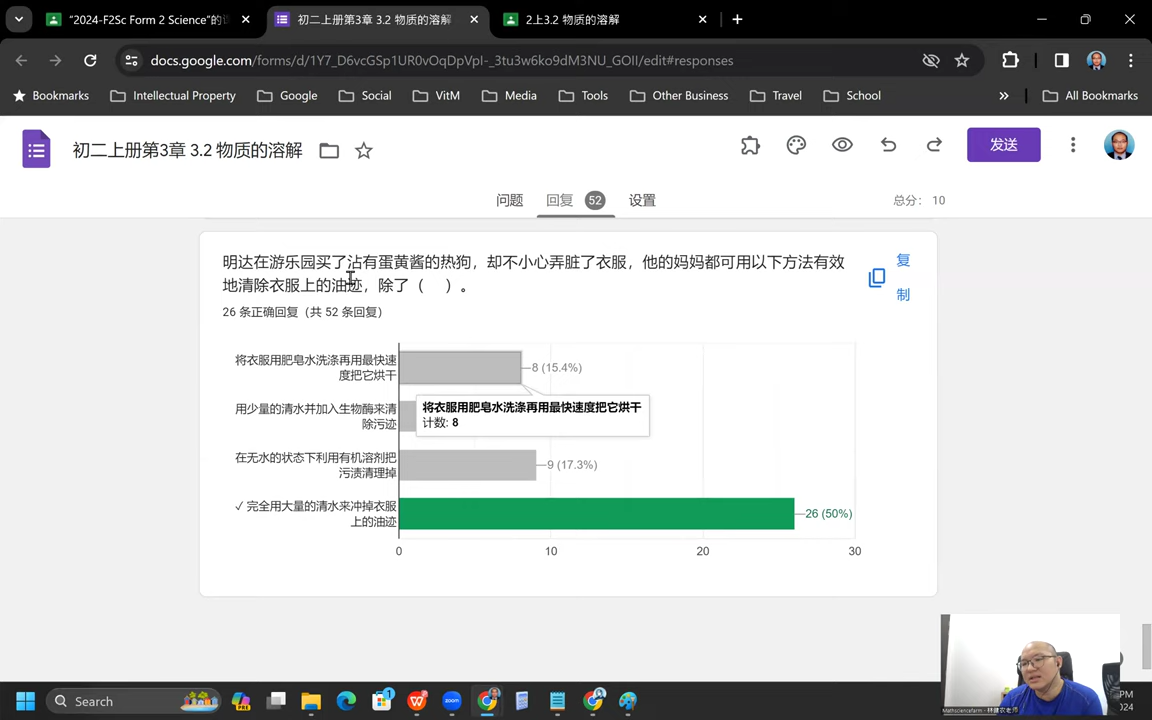 "2024-F2Sc Form 2 Science"的
初二上册第3章 3.2 物质的溶解
2上3.2 物质的溶解
docs.google.com/forms/d/1Y7_D6vcGSp1UR0vOqDpVpI-_3tu3w6ko9dM3NU_GOII/edit#responses
Bookmarks Intellectual Property Google Social VitM Media Tools Other Business Travel School » All Bookmarks
初二上册第3章 3.2 物质的溶解
发送
问题 回复 52 设置 总分： 10
明达在游乐园买了沾有蛋黄酱的热狗，却不小心弄脏了衣服，他的妈妈都可用以下方法有效
地清除衣服上的油迹，除了（ ）。
复
制
26 条正确回复（共 52 条回复）
将衣服用肥皂水洗涤再用最快速
度把它烘干
8 (15.4%)
将衣服用肥皂水洗涤再用最快速度把它烘干
计数: 8
用少量的清水并加入生物酶来清
除污迹
在无水的状态下利用有机溶剂把
污渍清理掉
9 (17.3%)
✓ 完全用大量的清水来冲掉衣服
上的油迹
26 (50%)
0 10 20 30
Search
PM
024